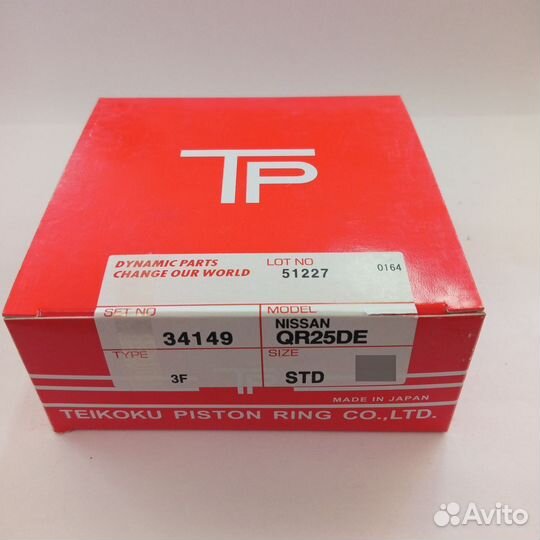 TP
DYNAMIC PARTS
CHANGE OUR WORLD
LOT NO
51227
0164
SET NO
34149
MODEL
NISSAN
QR25DE
TYPE
3F
SIZE
STD
TP
MADE IN JAPAN
TEIKOKU PISTON RING CO.,LTD.
Avito